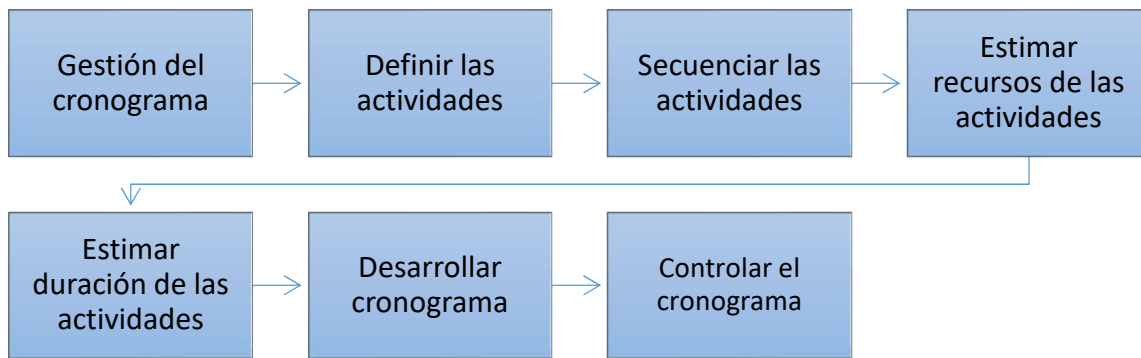 Gestión del
cronograma
Definir las
actividades
Secuenciar las
actividades
Estimar
recursos de las
actividades
Estimar
duración de las
actividades
Desarrollar
cronograma
Controlar el
cronograma